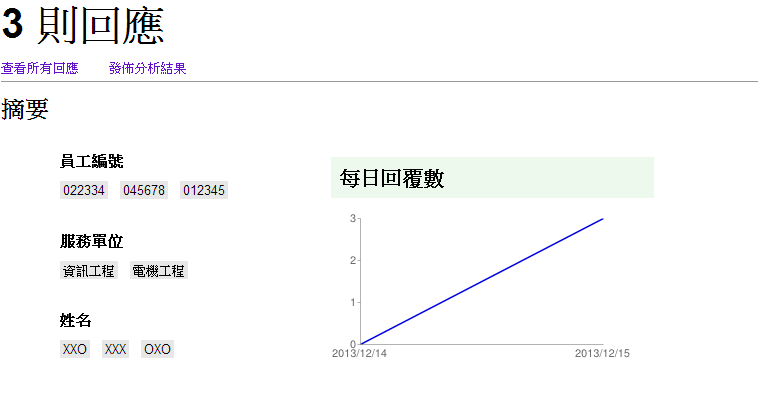 3 則回應
查看所有回應 發佈分析結果
摘要
員工編號
022334 045678 012345
服務單位
資訊工程 電機工程
姓名
XXO XXX OXO
每日回覆數
3
2
1
0
2013/12/14 2013/12/15